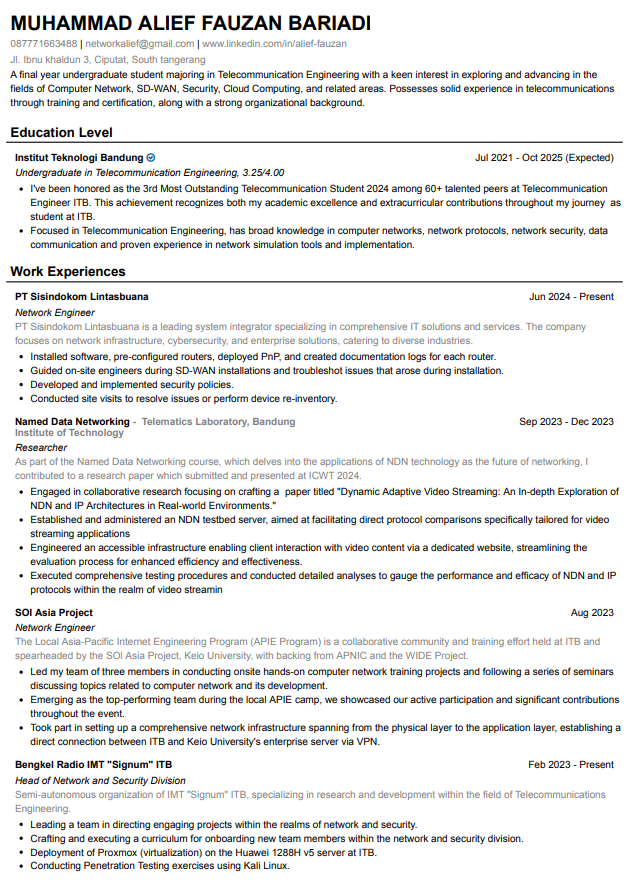 MUHAMMAD ALIEF FAUZAN BARIADI
087771663488 | networkalief@gmail.com | www.linkedin.com/in/alief-fauzan
Jl. Ibnu khaldun 3, Ciputat, South tangerang
A final year undergraduate student majoring in Telecommunication Engineering with a keen interest in exploring and advancing in the
fields of Computer Network, SD-WAN, Security, Cloud Computing, and related areas. Possesses solid experience in telecommunications
through training and certification, along with a strong organizational background.
Education Level
Institut Teknologi Bandung Jul 2021 - Oct 2025 (Expected)
Undergraduate in Telecommunication Engineering, 3.25/4.00
• I've been honored as the 3rd Most Outstanding Telecommunication Student 2024 among 60+ talented peers at Telecommunication
Engineer ITB. This achievement recognizes both my academic excellence and extracurricular contributions throughout my journey as
student at ITB.
• Focused in Telecommunication Engineering, has broad knowledge in computer networks, network protocols, network security, data
communication and proven experience in network simulation tools and implementation.
Work Experiences
PT Sisindokom Lintasbuana Jun 2024 - Present
Network Engineer
PT Sisindokom Lintasbuana is a leading system integrator specializing in comprehensive IT solutions and services. The company
focuses on network infrastructure, cybersecurity, and enterprise solutions, catering to diverse industries.
• Installed software, pre-configured routers, deployed PnP, and created documentation logs for each router.
• Guided on-site engineers during SD-WAN installations and troubleshot issues that arose during installation.
• Developed and implemented security policies.
• Conducted site visits to resolve issues or perform device re-inventory.
Named Data Networking - Telematics Laboratory, Bandung Sep 2023 - Dec 2023
Institute of Technology
Researcher
As part of the Named Data Networking course, which delves into the applications of NDN technology as the future of networking, I
contributed to a research paper which submitted and presented at ICWT 2024.
• Engaged in collaborative research focusing on crafting a paper titled "Dynamic Adaptive Video Streaming: An In-depth Exploration of
NDN and IP Architectures in Real-world Environments."
• Established and administered an NDN testbed server, aimed at facilitating direct protocol comparisons specifically tailored for video
streaming applications
• Engineered an accessible infrastructure enabling client interaction with video content via a dedicated website, streamlining the
evaluation process for enhanced efficiency and effectiveness.
• Executed comprehensive testing procedures and conducted detailed analyses to gauge the performance and efficacy of NDN and IP
protocols within the realm of video streamin
SOI Asia Project Aug 2023
Network Engineer
The Local Asia-Pacific Internet Engineering Program (APIE Program) is a collaborative community and training effort held at ITB and
spearheaded by the SOI Asia Project, Keio University, with backing from APNIC and the WIDE Project.
• Led my team of three members in conducting onsite hands-on computer network training projects and following a series of seminars
discussing topics related to computer network and its development.
• Emerging as the top-performing team during the local APIE camp, we showcased our active participation and significant contributions
throughout the event.
• Took part in setting up a comprehensive network infrastructure spanning from the physical layer to the application layer, establishing a
direct connection between ITB and Keio University's enterprise server via VPN.
Bengkel Radio IMT "Signum" ITB Feb 2023 - Present
Head of Network and Security Division
Semi-autonomous organization of IMT "Signum" ITB, specializing in research and development within the field of Telecommunications
Engineering.
• Leading a team in directing engaging projects within the realms of network and security.
• Crafting and executing a curriculum for onboarding new team members within the network and security division.
• Deployment of Proxmox (virtualization) on the Huawei 1288H v5 server at ITB.
• Conducting Penetration Testing exercises using Kali Linux.